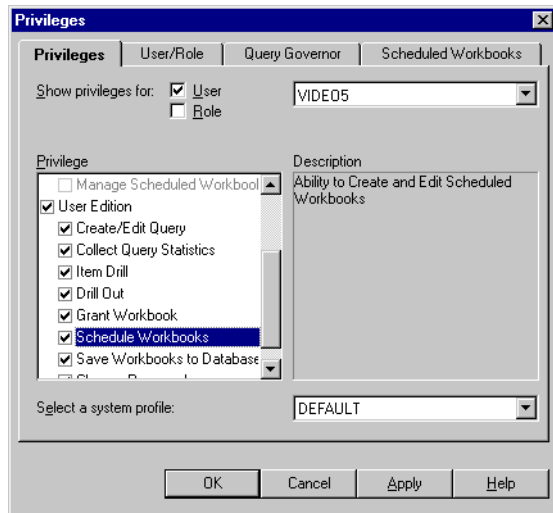 Privileges
Privileges User/Role Query Governor Scheduled Workbooks
Show privileges for: User VIDEO5
Role
Privilege Description
Manage Scheduled Workbool Ability to Create and Edit Scheduled
User Edition Workbooks
Create/Edit Query
Collect Query Statistics
Item Drill
Drill Out
Grant Workbook
Schedule Workbooks
Save Workbooks to Database
Select a system profile: DEFAULT
OK Cancel Apply Help